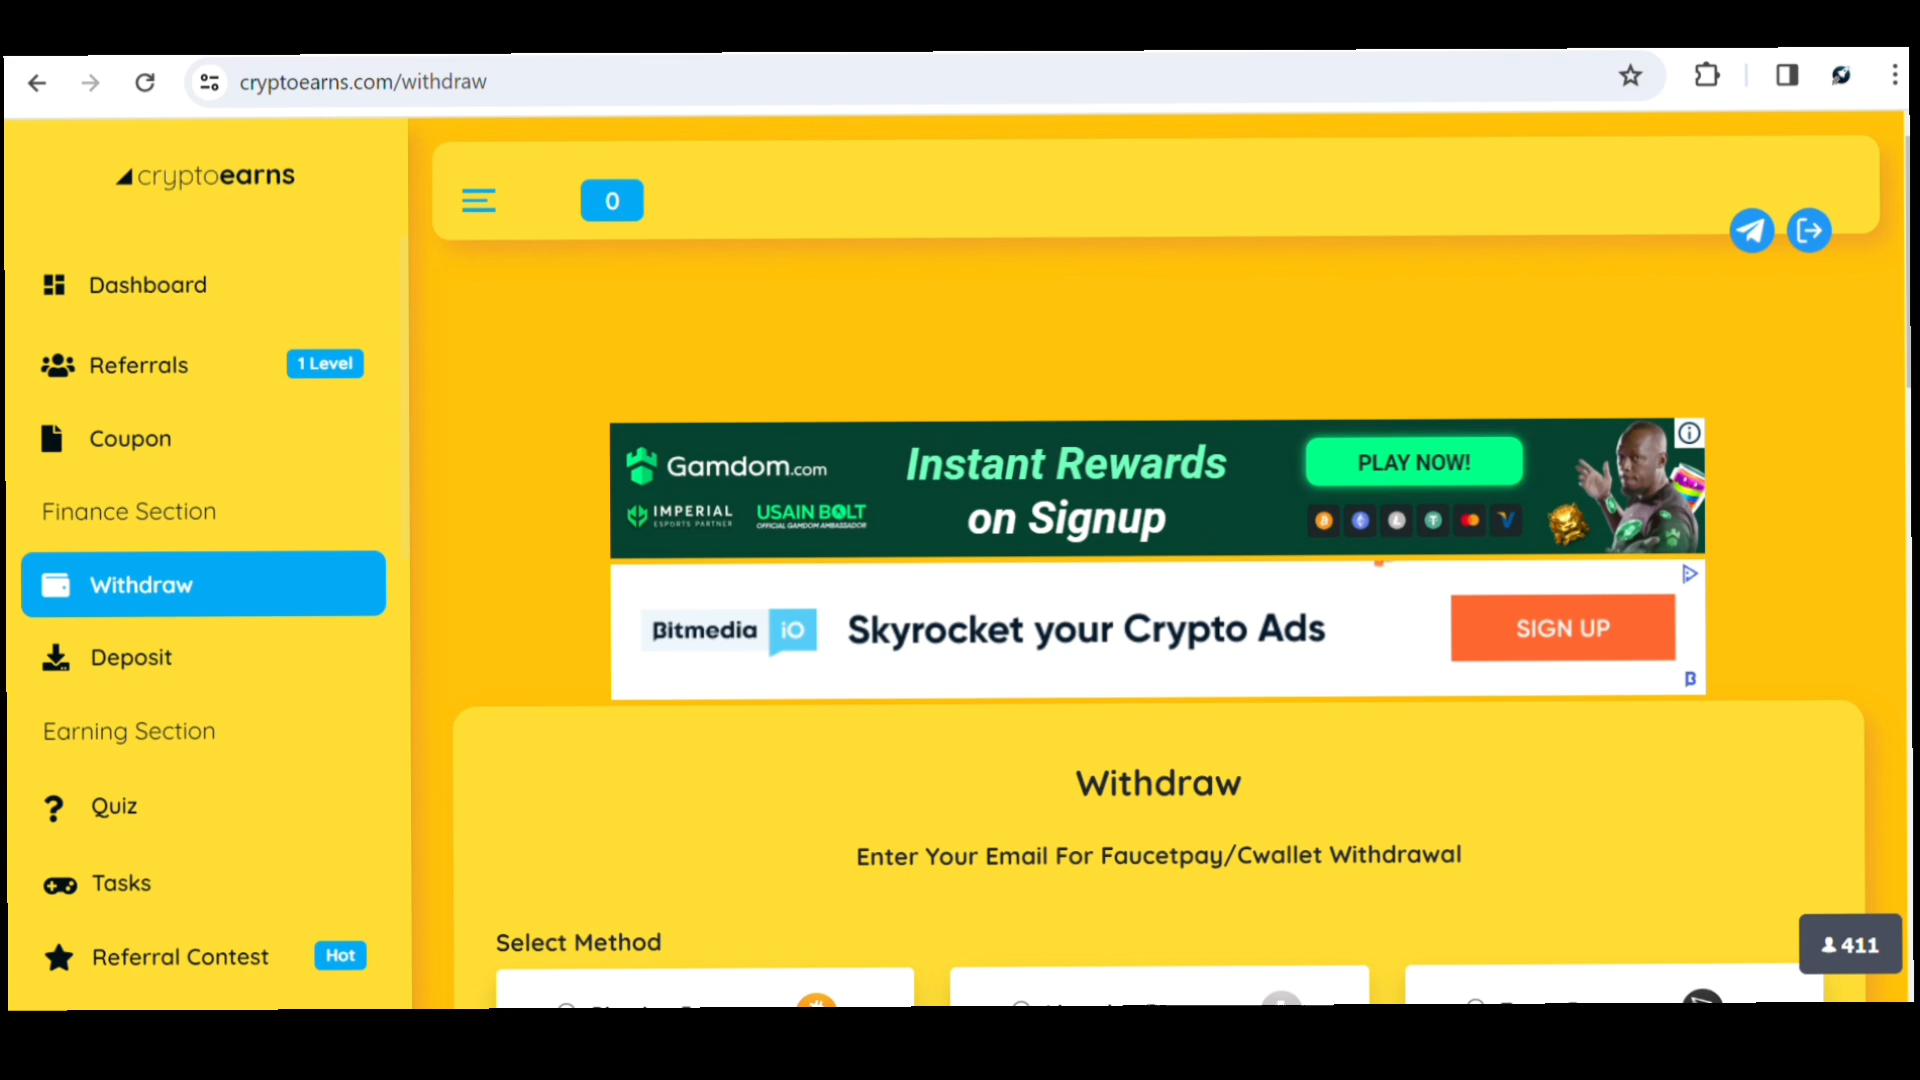 cryptoearns.com/withdraw
cryptoearns
0
Dashboard
Referrals
1 Level
Coupon
Finance Section
Withdraw
Deposit
Earning Section
Quiz
Tasks
Referral Contest
Hot
Gamdom.com
IMPERIAL
ESPORTS PARTNER
USAIN BOLT
OFFICIAL GAMDOM AMBASSADOR
Instant Rewards
on Signup
PLAY NOW!
Bitmedia iO
Skyrocket your Crypto Ads
SIGN UP
Withdraw
Enter Your Email For Faucetpay/Cwallet Withdrawal
Select Method
411